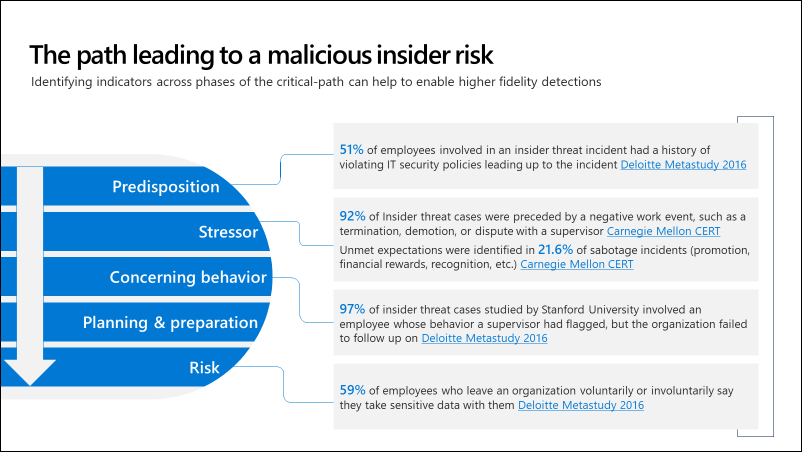 The path leading to a malicious insider risk
Identifying indicators across phases of the critical-path can help to enable higher fidelity detections
Predisposition
Stressor
Concerning behavior
Planning & preparation
Risk
51% of employees involved in an insider threat incident had a history of
violating IT security policies leading up to the incident Deloitte Metastudy 2016
92% of Insider threat cases were preceded by a negative work event, such as a
termination, demotion, or dispute with a supervisor Carnegie Mellon CERT
Unmet expectations were identified in 21.6% of sabotage incidents (promotion,
financial rewards, recognition, etc.) Carnegie Mellon CERT
97% of insider threat cases studied by Stanford University involved an
employee whose behavior a supervisor had flagged, but the organization failed
to follow up on Deloitte Metastudy 2016
59% of employees who leave an organization voluntarily or involuntarily say
they take sensitive data with them Deloitte Metastudy 2016